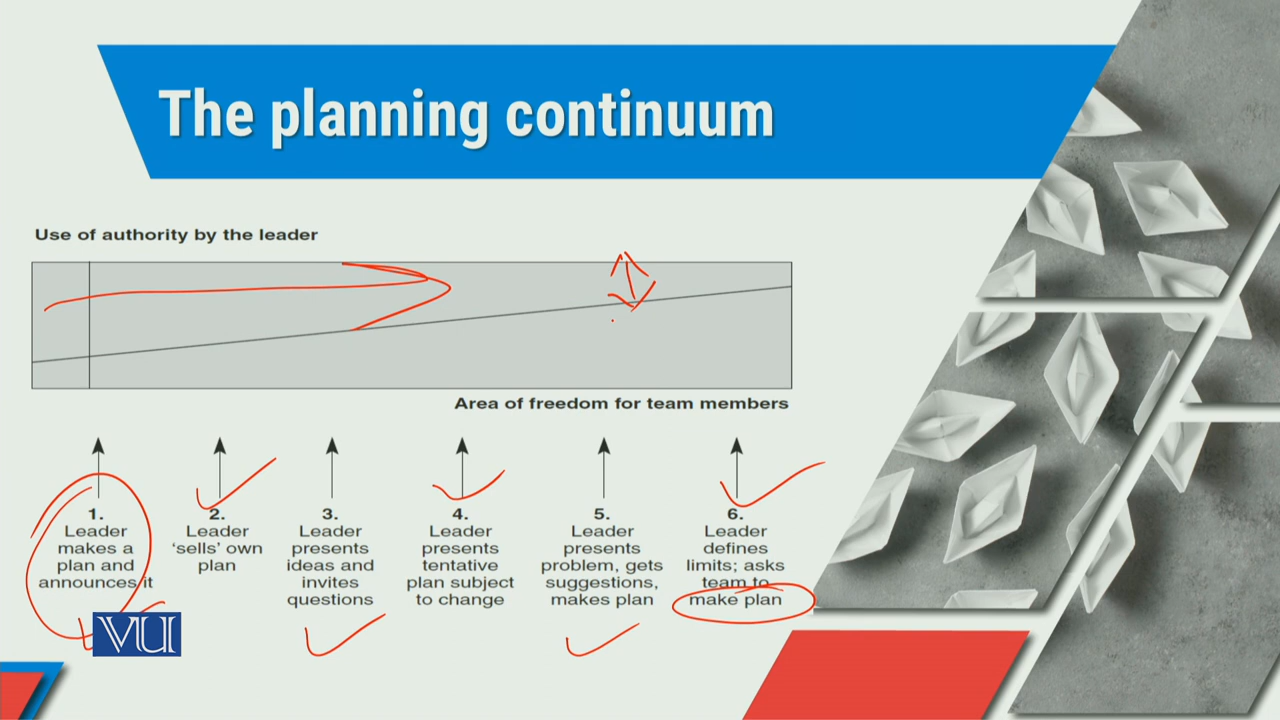 The planning continuum
Use of authority by the leader
Area of freedom for team members
1.
Leader
makes a
plan and
announces it
2.
Leader
‘sells’ own
plan
3.
Leader
presents
ideas and
invites
questions
4.
Leader
presents
tentative
plan subject
to change
5.
Leader
presents
problem, gets
suggestions,
makes plan
6.
Leader
defines
limits; asks
team to
make plan
VU